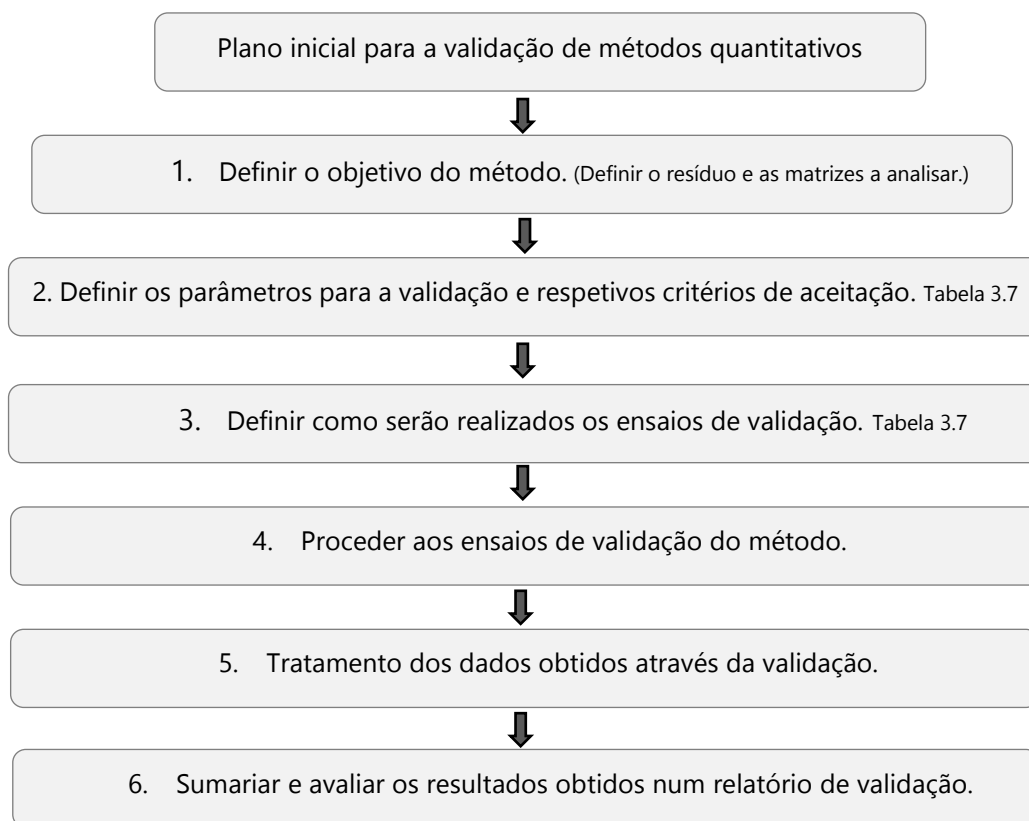 Plano inicial para a validação de métodos quantitativos
1. Definir o objetivo do método. (Definir o resíduo e as matrizes a analisar.)
2. Definir os parâmetros para a validação e respetivos critérios de aceitação. Tabela 3.7
3. Definir como serão realizados os ensaios de validação. Tabela 3.7
4. Proceder aos ensaios de validação do método.
5. Tratamento dos dados obtidos através da validação.
6. Sumariar e avaliar os resultados obtidos num relatório de validação.